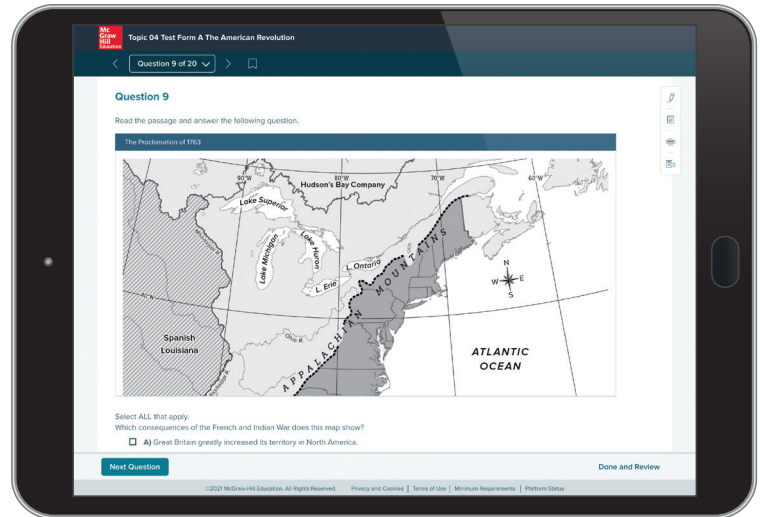 Mc
Graw
Hill
Education
Topic 04 Test Form A The American Revolution
Question 9 of 20
Question 9
Read the passage and answer the following question.
The Proclamation of 1763
90°W
80°W
70°W
60°W
Hudson's Bay Company
Lake Superior
Lake Michigan
Lake Huron
L. Ontario
L. Erie
Mississippi R.
40°N
Ohio R.
APPALACHIAN MOUNTAINS
N
W
E
S
Spanish
Louisiana
Mississippi R.
ATLANTIC
OCEAN
Select ALL that apply.
Which consequences of the French and Indian War does this map show?
A) Great Britain greatly increased its territory in North America.
Next Question
Done and Review
©2021 McGraw-Hill Education. All Rights Reserved. Privacy and Cookies | Terms of Use | Minimum Requirements | Platform Status